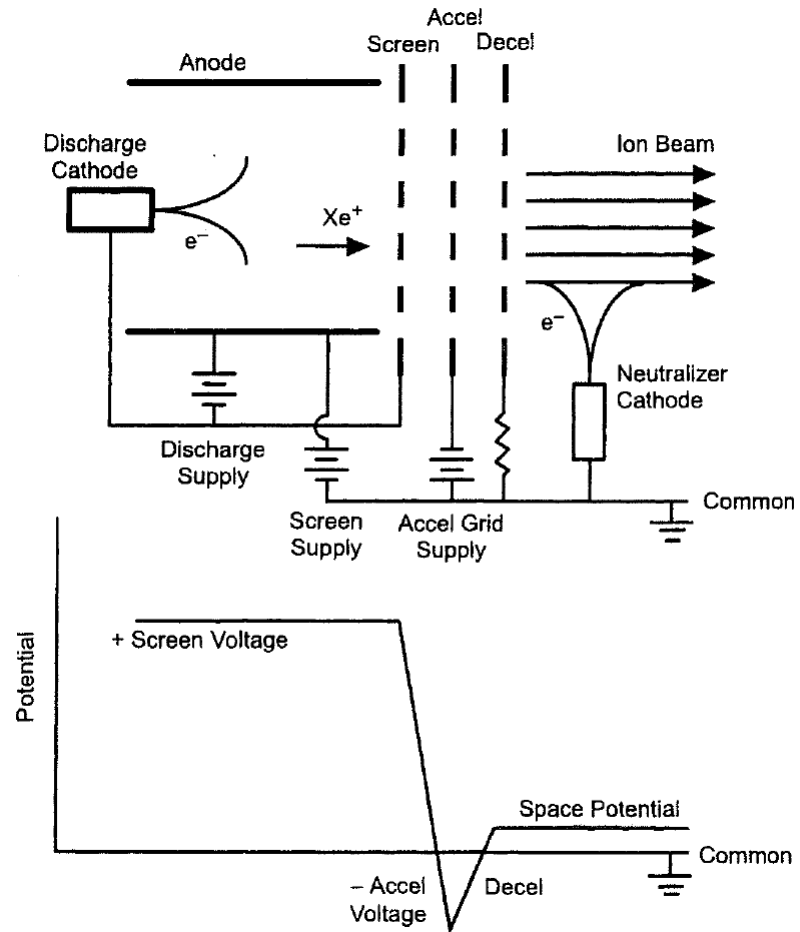 Accel
Screen
Decel
Anode
Discharge
Cathode
Ion Beam
Xe+
e–
e–
Neutralizer
Cathode
Discharge
Supply
Common
Screen
Supply
Accel Grid
Supply
+ Screen Voltage
Potential
Space Potential
Common
– Accel
Voltage
Decel